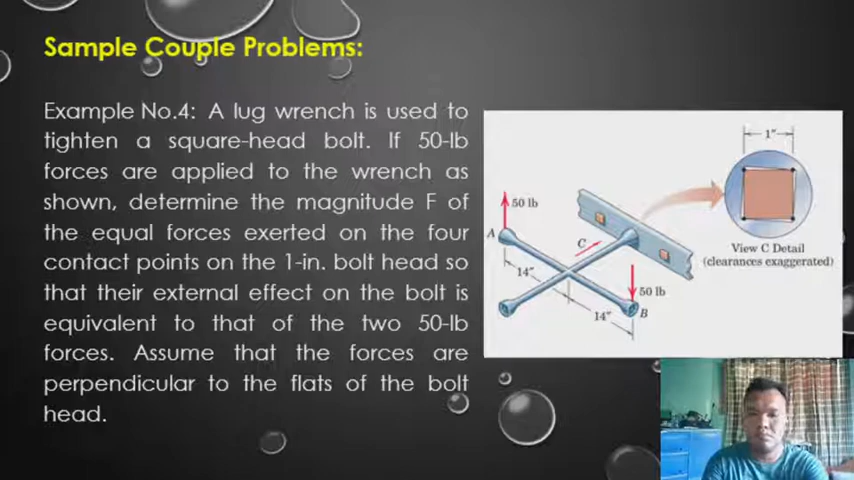 Sample Couple Problems:
Example No.4: A lug wrench is used to
tighten a square-head bolt. If 50-lb
forces are applied to the wrench as
shown, determine the magnitude F of
the equal forces exerted on the four
contact points on the 1-in. bolt head so
that their external effect on the bolt is
equivalent to that of the two 50-lb
forces. Assume that the forces are
perpendicular to the flats of the bolt
head.
1"
50 lb
A
C
View C Detail
(clearances exaggerated)
14"
50 lb
14"
B